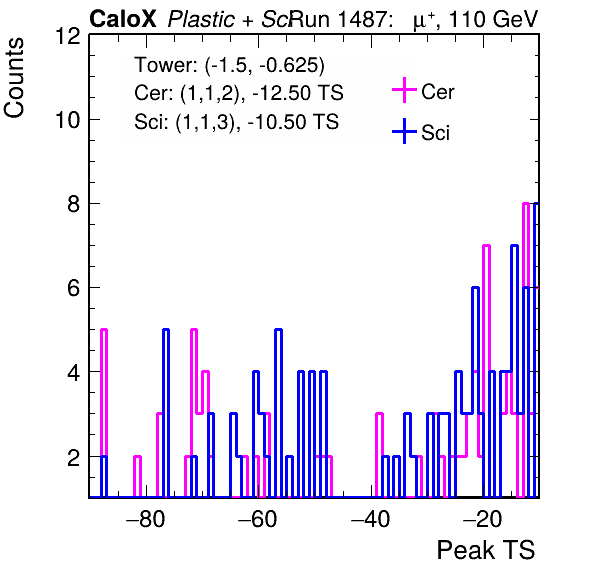 CaloX Plastic + Sci Run 1487: μ⁺, 110 GeV
Counts
12
10
8
6
4
2
Tower: (-1.5, -0.625)
Cer: (1,1,2), -12.50 TS
Sci: (1,1,3), -10.50 TS
Cer
Sci
−80 −60 −40 −20
Peak TS